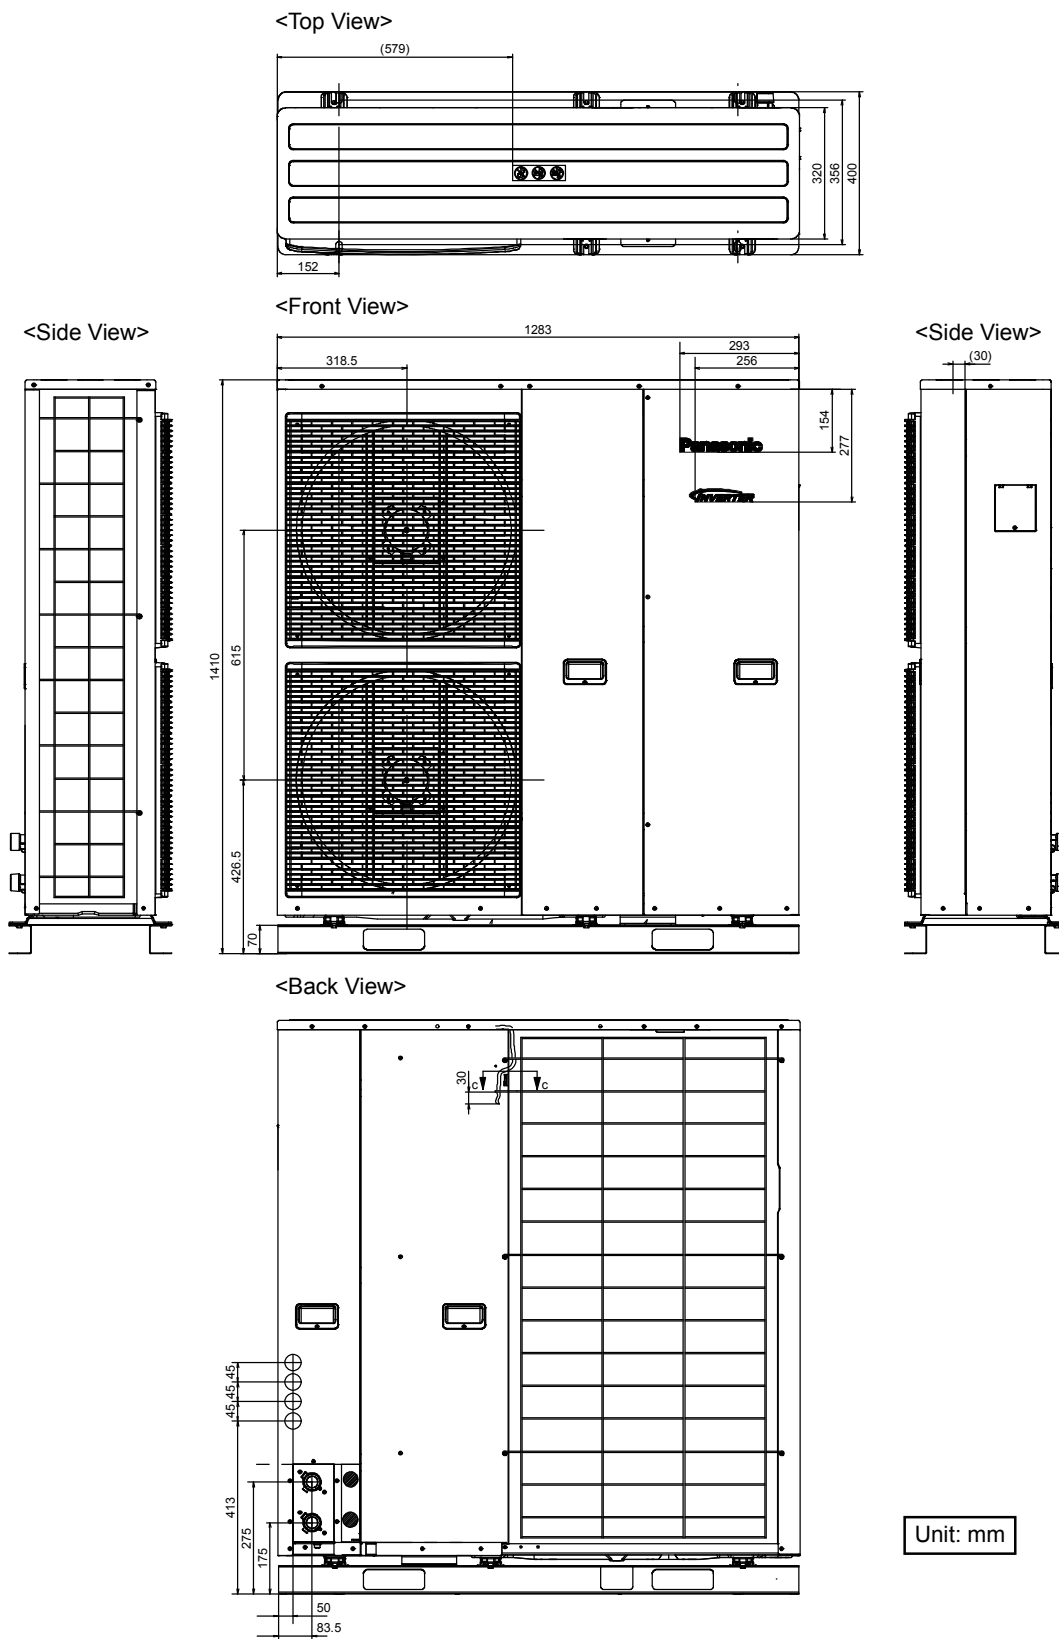 <Top View>
(579)
320
356
400
152
<Front View>
<Side View>
<Side View>
1283
293
318.5
256
(30)
154
277
Panasonic
INVERTER
1410
615
426.5
70
<Back View>
30
C
C
45
45
45
413
275
175
Unit: mm
50
83.5